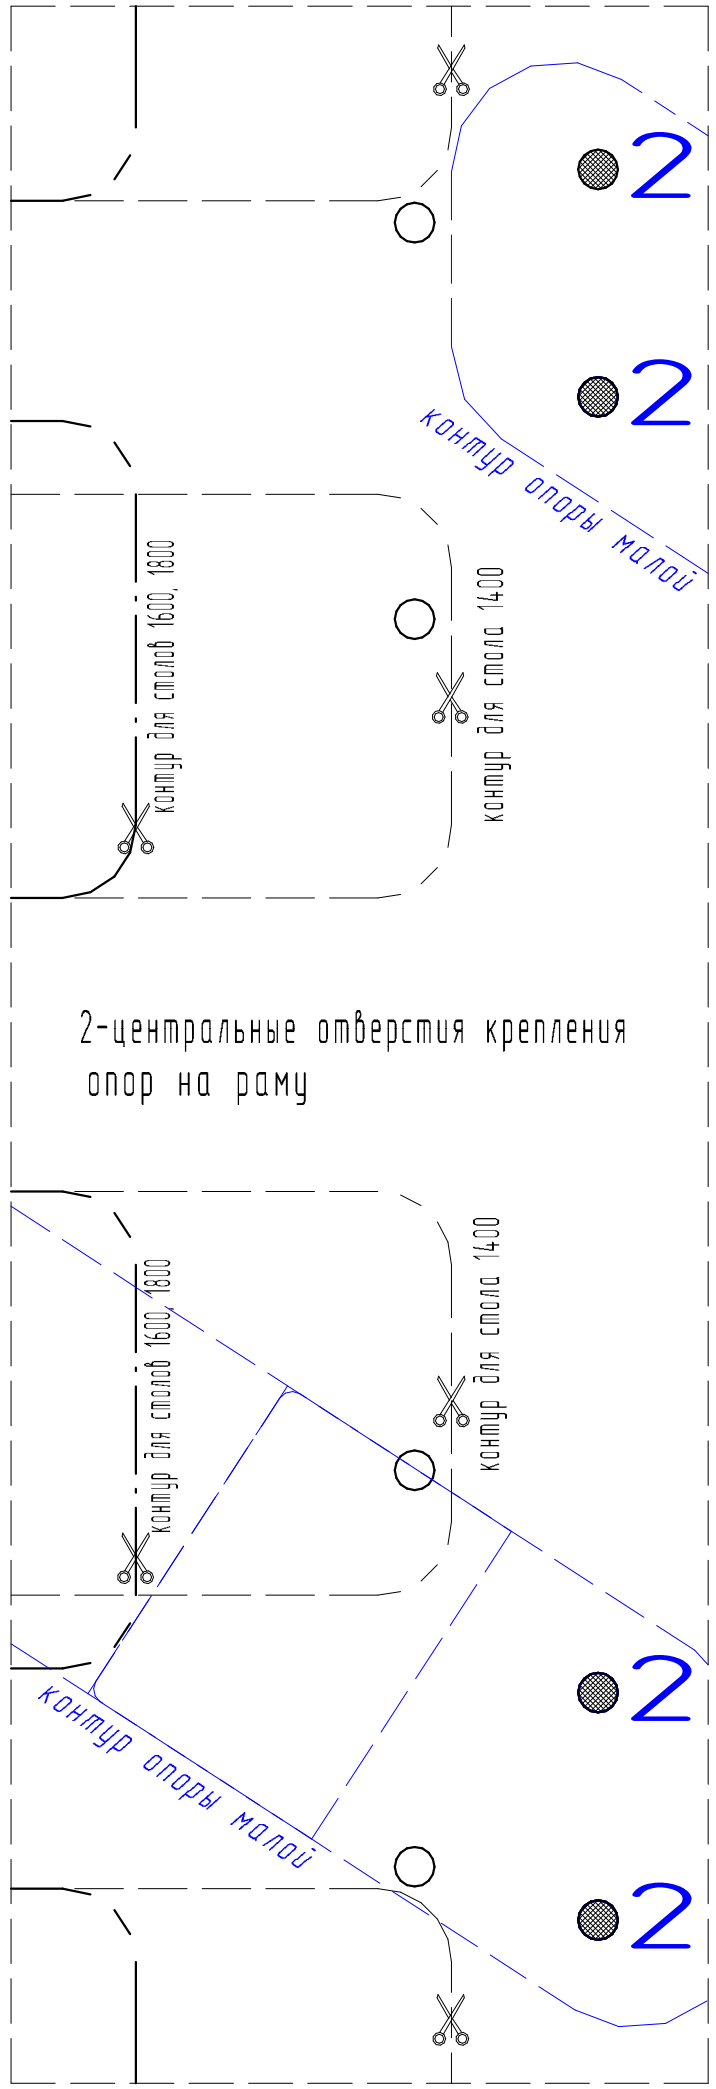 2
2
контур опоры малой
контур для столов 1600, 1800
контур для стола 1400
2-центральные отверстия крепления
опор на раму
контур для столов 1600, 1800
контур для стола 1400
2
контур опоры малой
2